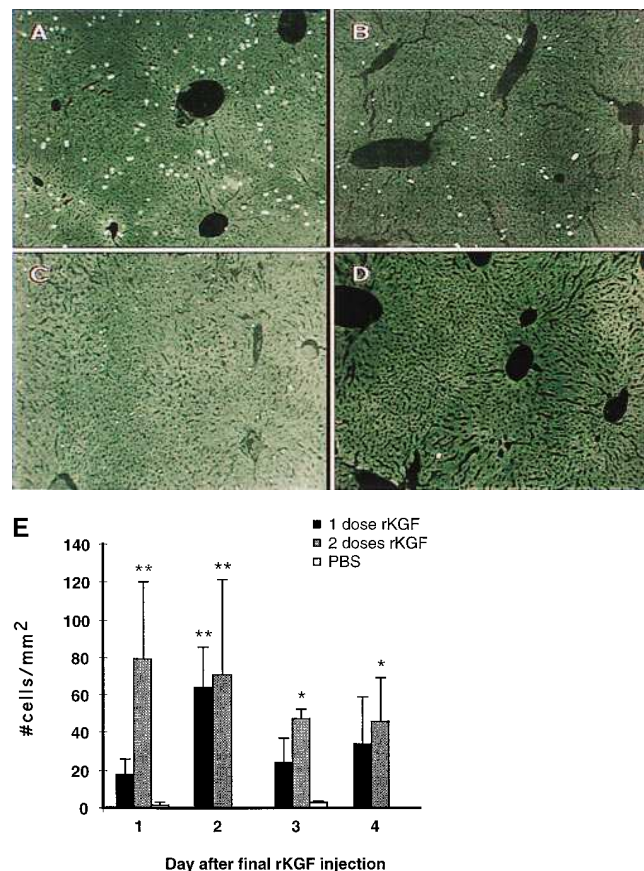 A
B
C
D
E
1 dose rKGF
2 doses rKGF
PBS
140
120
100
80
60
40
20
0
#cells/mm²
**
**
**
*
*
1 2 3 4
Day after final rKGF injection